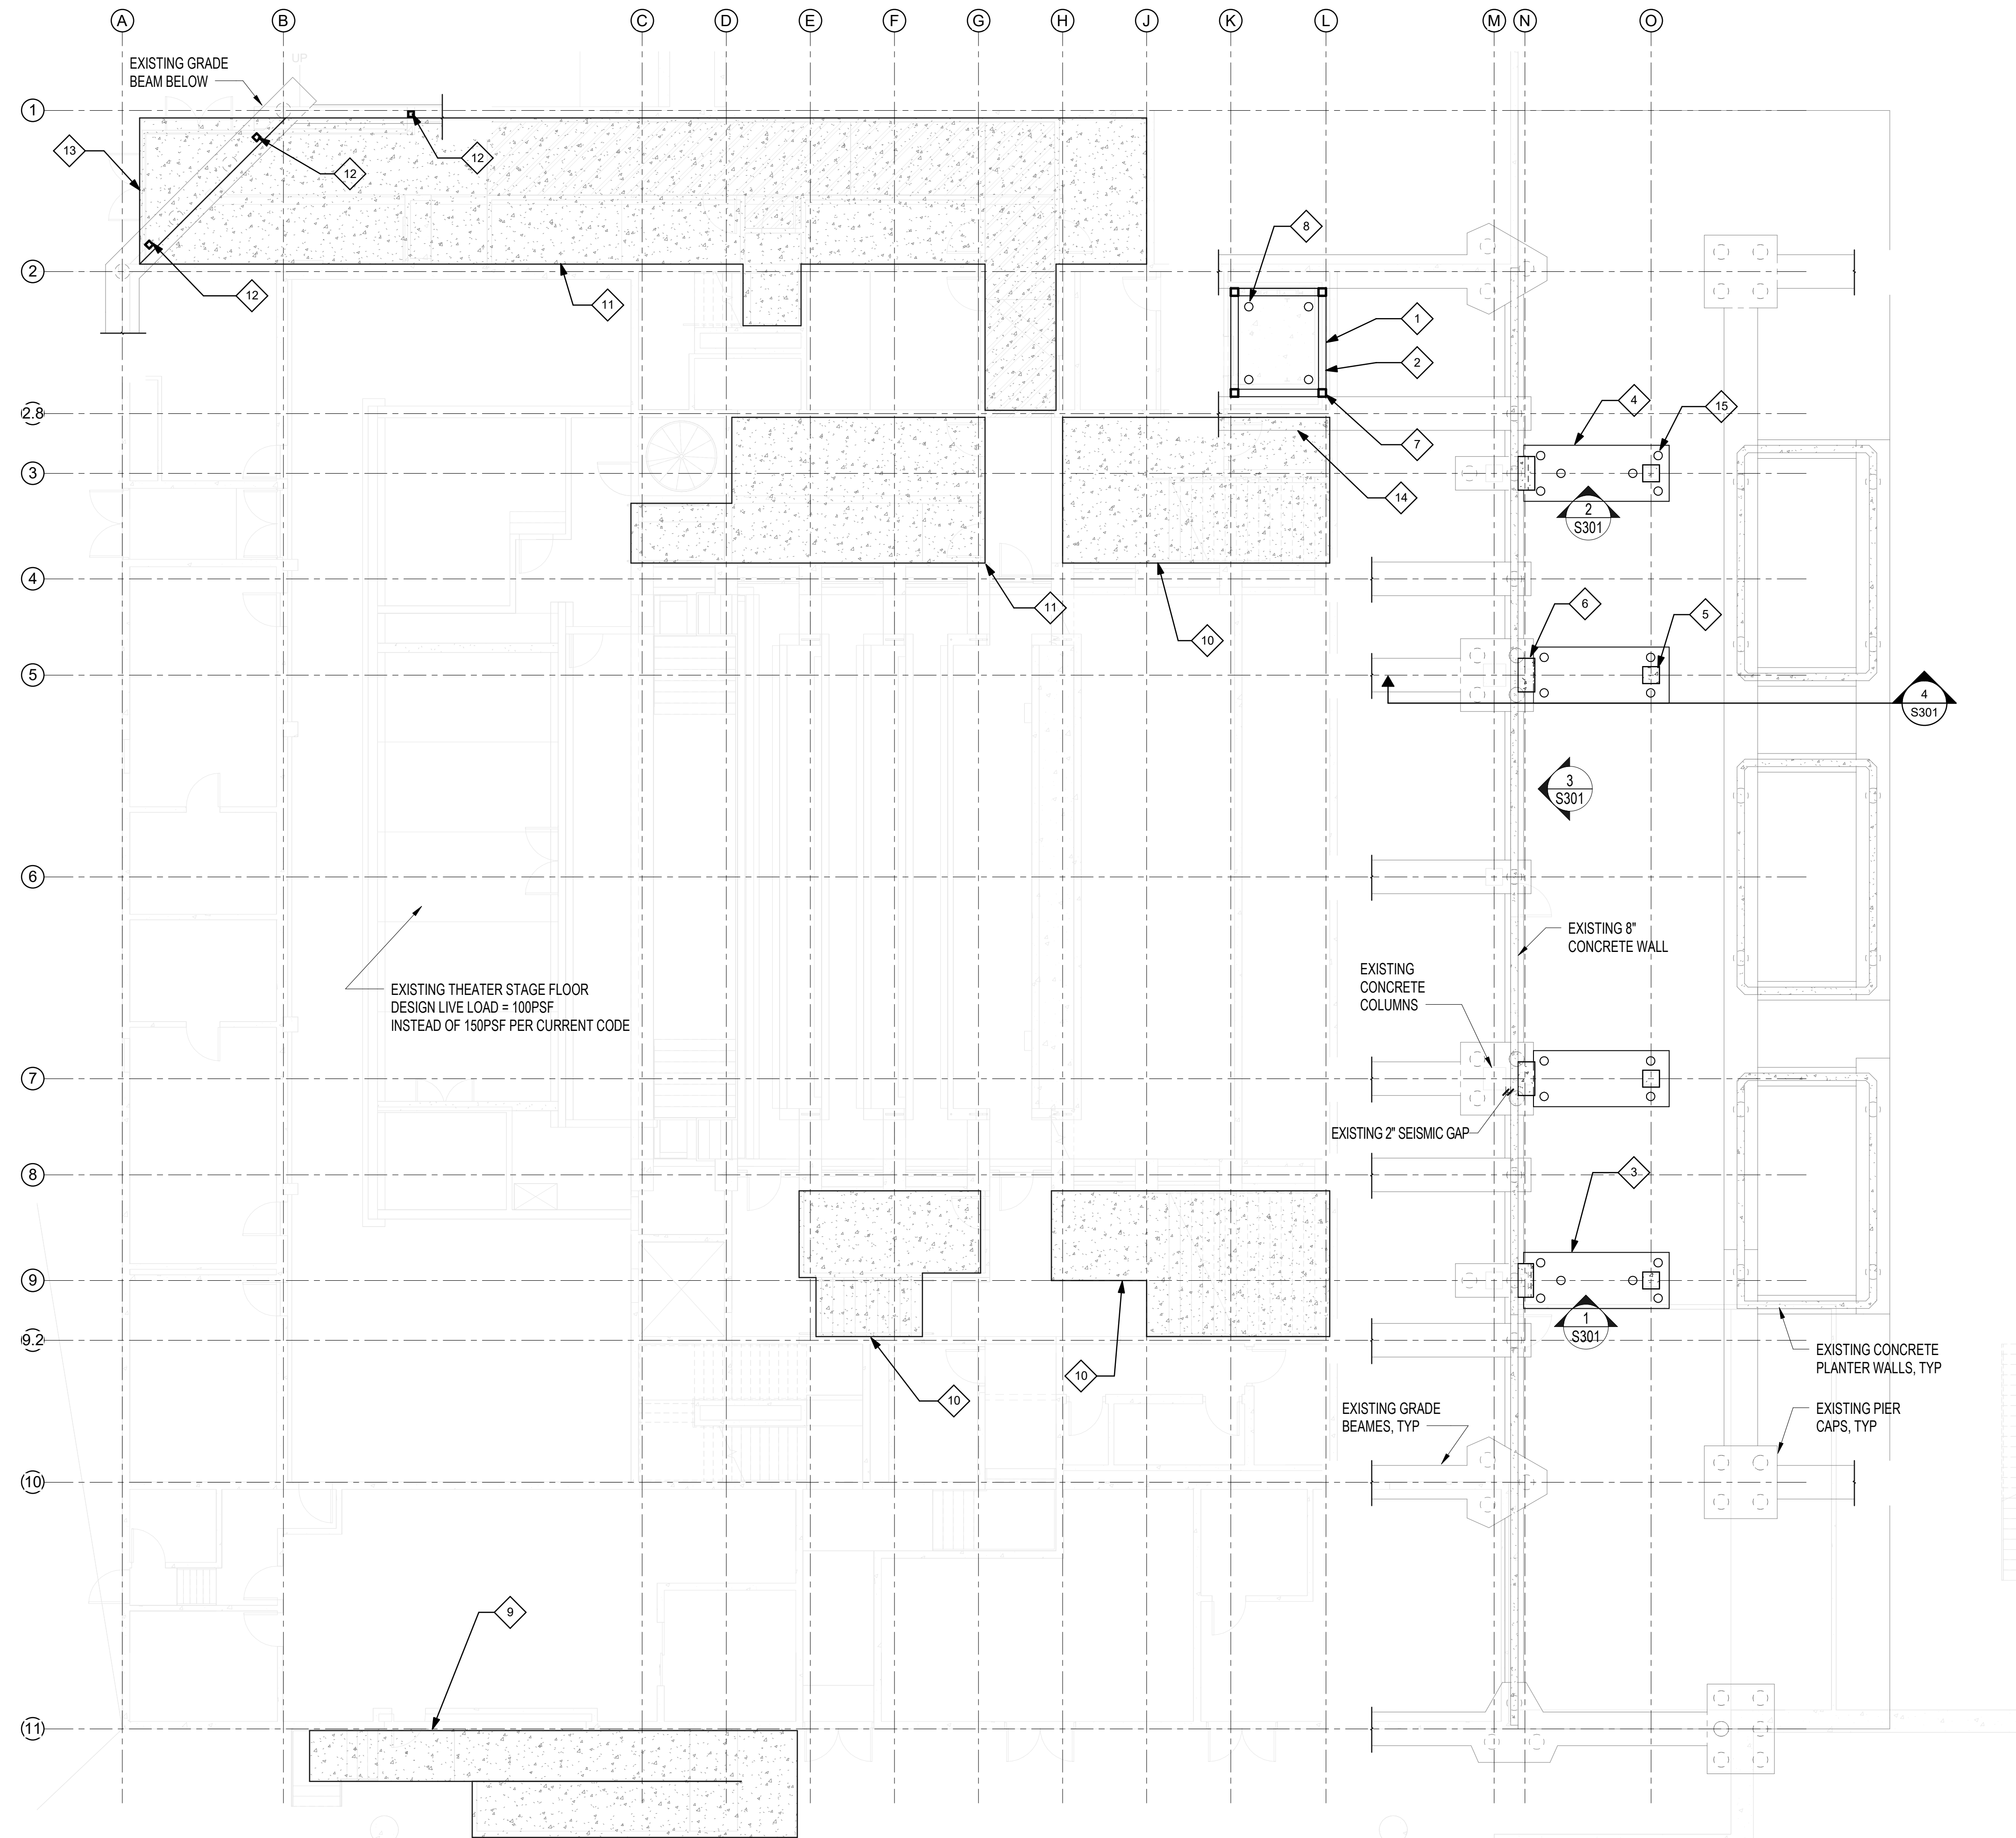 A
B
C
D
E
F
G
H
J
K
L
M
N
O
UP
EXISTING GRADE
BEAM BELOW
1
13
12
12
12
2
11
8
1
2
7
14
2.8
3
4
15
2
S301
11
10
4
6
5
5
4
S301
3
S301
6
EXISTING 8"
CONCRETE WALL
EXISTING
CONCRETE
COLUMNS
EXISTING THEATER STAGE FLOOR
DESIGN LIVE LOAD = 100PSF
INSTEAD OF 150PSF PER CURRENT CODE
7
EXISTING 2" SEISMIC GAP
8
3
9
1
S301
9.2
10
10
EXISTING CONCRETE
PLANTER WALLS, TYP
EXISTING GRADE
BEAMES, TYP
EXISTING PIER
CAPS, TYP
10
9
11